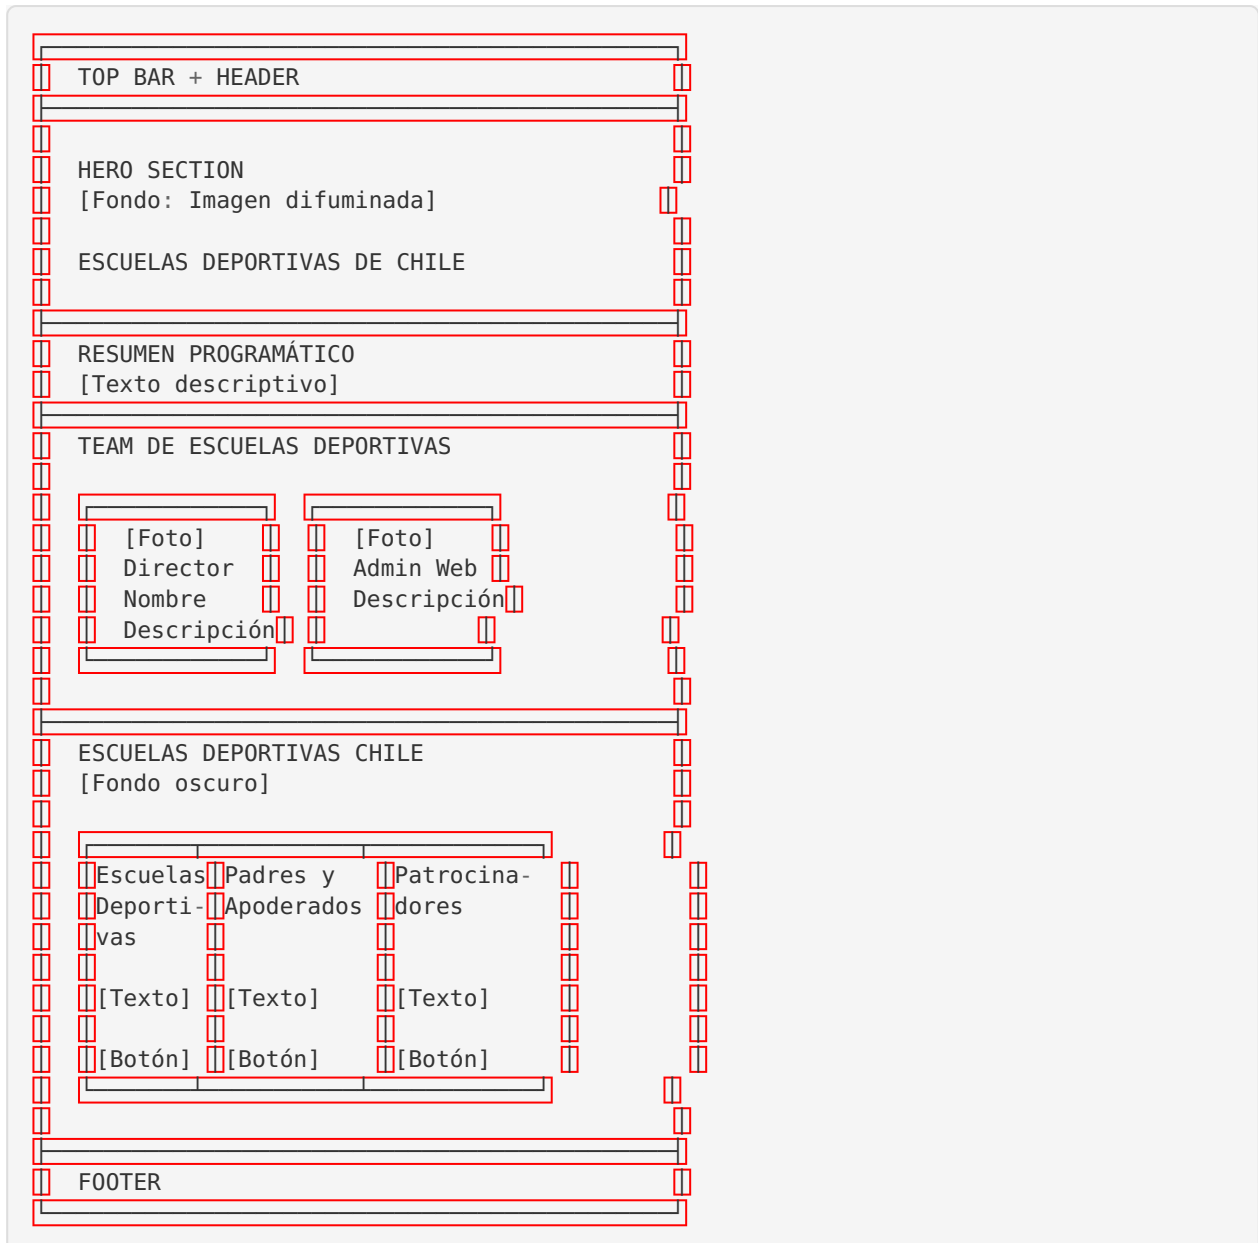 TOP BAR + HEADER
HERO SECTION
[Fondo: Imagen difuminada]
ESCUELAS DEPORTIVAS DE CHILE
RESUMEN PROGRAMÁTICO
[Texto descriptivo]
TEAM DE ESCUELAS DEPORTIVAS
[Foto] [Foto]
Director Admin Web
Nombre Descripción
Descripción
ESCUELAS DEPORTIVAS CHILE
[Fondo oscuro]
Escuelas Padres y Patrocina-
Deporti- Apoderados dores
vas
[Texto] [Texto] [Texto]
[Botón] [Botón] [Botón]
FOOTER